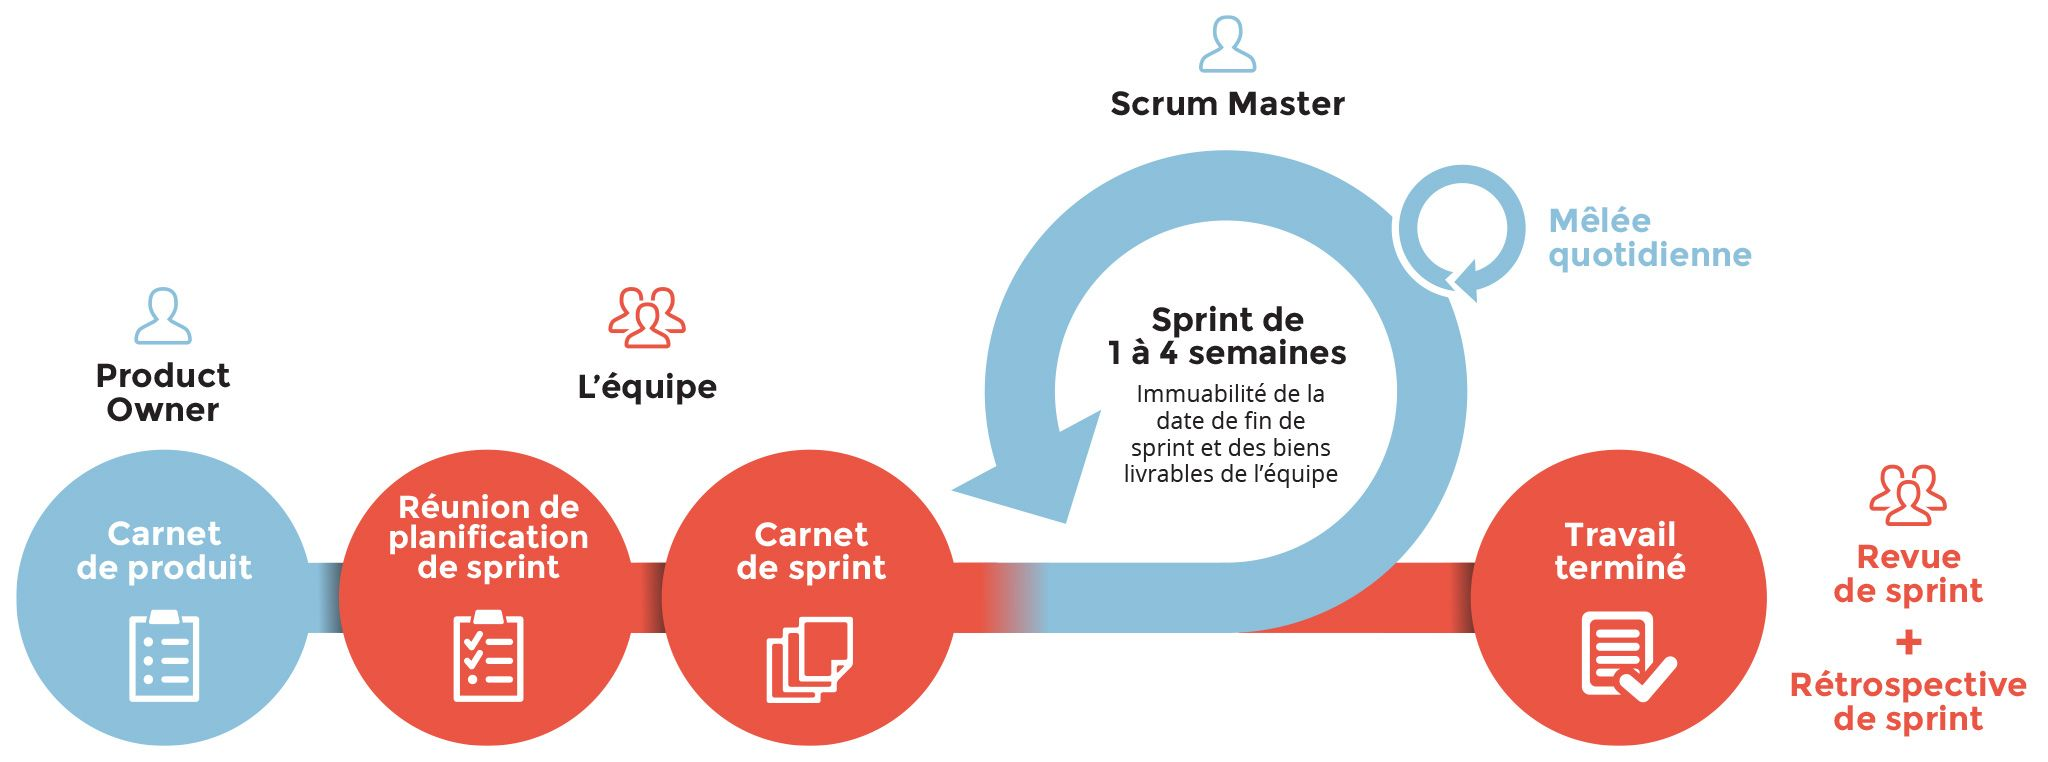 Scrum Master
Mêlée
quotidienne
Sprint de
1 à 4 semaines
Immuabilité de la
date de fin de
sprint et des biens
livrables de l'équipe
Product
Owner
L'équipe
Carnet
de produit
Réunion de
planification
de sprint
Carnet
de sprint
Travail
terminé
Revue
de sprint
+
Rétrospective
de sprint